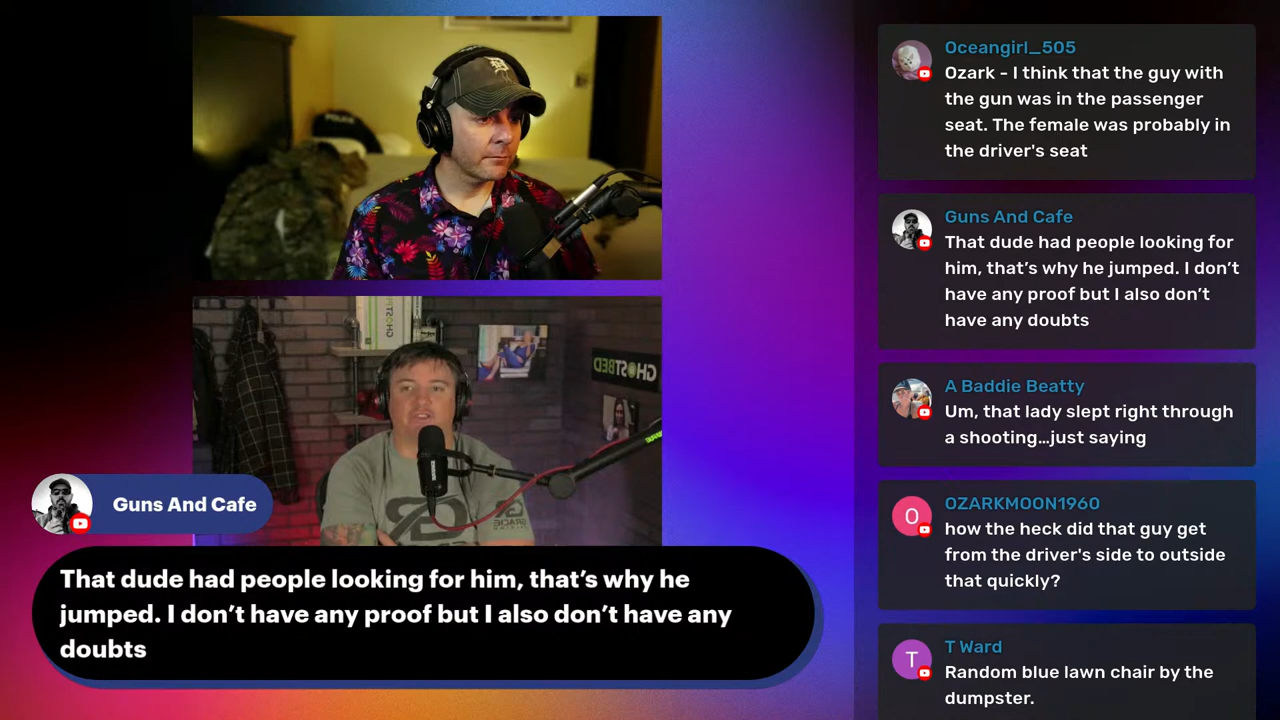 Oceangirl_505
Ozark - I think that the guy with
the gun was in the passenger
seat. The female was probably in
the driver's seat
Guns And Cafe
That dude had people looking for
him, that’s why he jumped. I don’t
have any proof but I also don’t
have any doubts
A Baddie Beatty
Um, that lady slept right through
a shooting...just saying
O
OZARKMOON1960
how the heck did that guy get
from the driver's side to outside
that quickly?
T
T Ward
Random blue lawn chair by the
dumpster.
POLICE
GHOSTS
GHOSTBED
GRACIE
Guns And Cafe
That dude had people looking for him, that’s why he
jumped. I don’t have any proof but I also don’t have any
doubts